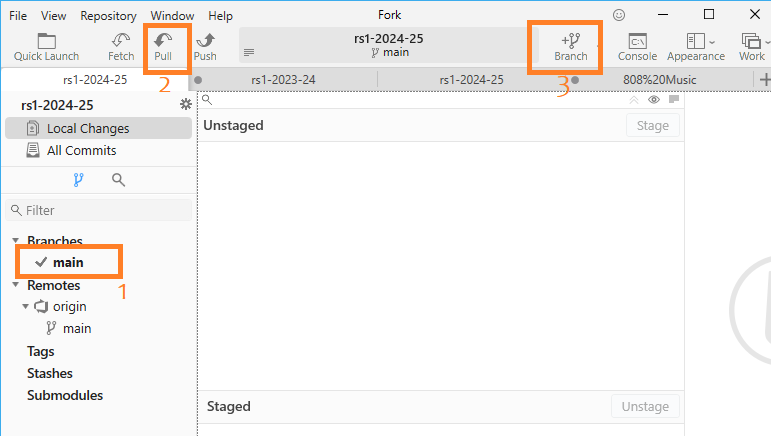 File View Repository Window Help Fork
Quick Launch Fetch Pull Push rs1-2024-25 Branch Console Appearance Work
main
C:\
2 3
rs1-2024-25 rs1-2023-24 rs1-2024-25 808%20Music
rs1-2024-25
Local Changes
All Commits
Filter
Branches
main
1
Remotes
origin
main
Tags
Stashes
Submodules
Unstaged Stage
Staged Unstage